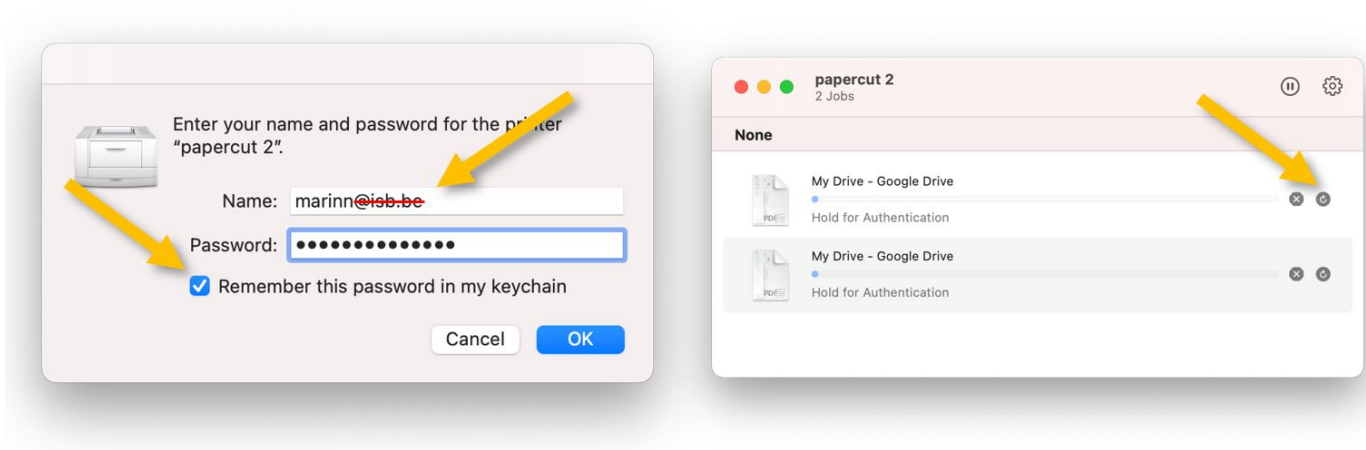 Enter your name and password for the printer
“papercut 2”.
Name: marinn@isb.be
Password: ••••••••••••••
Remember this password in my keychain
Cancel OK
papercut 2
2 Jobs
None
My Drive - Google Drive
Hold for Authentication
PDF
My Drive - Google Drive
Hold for Authentication
PDF